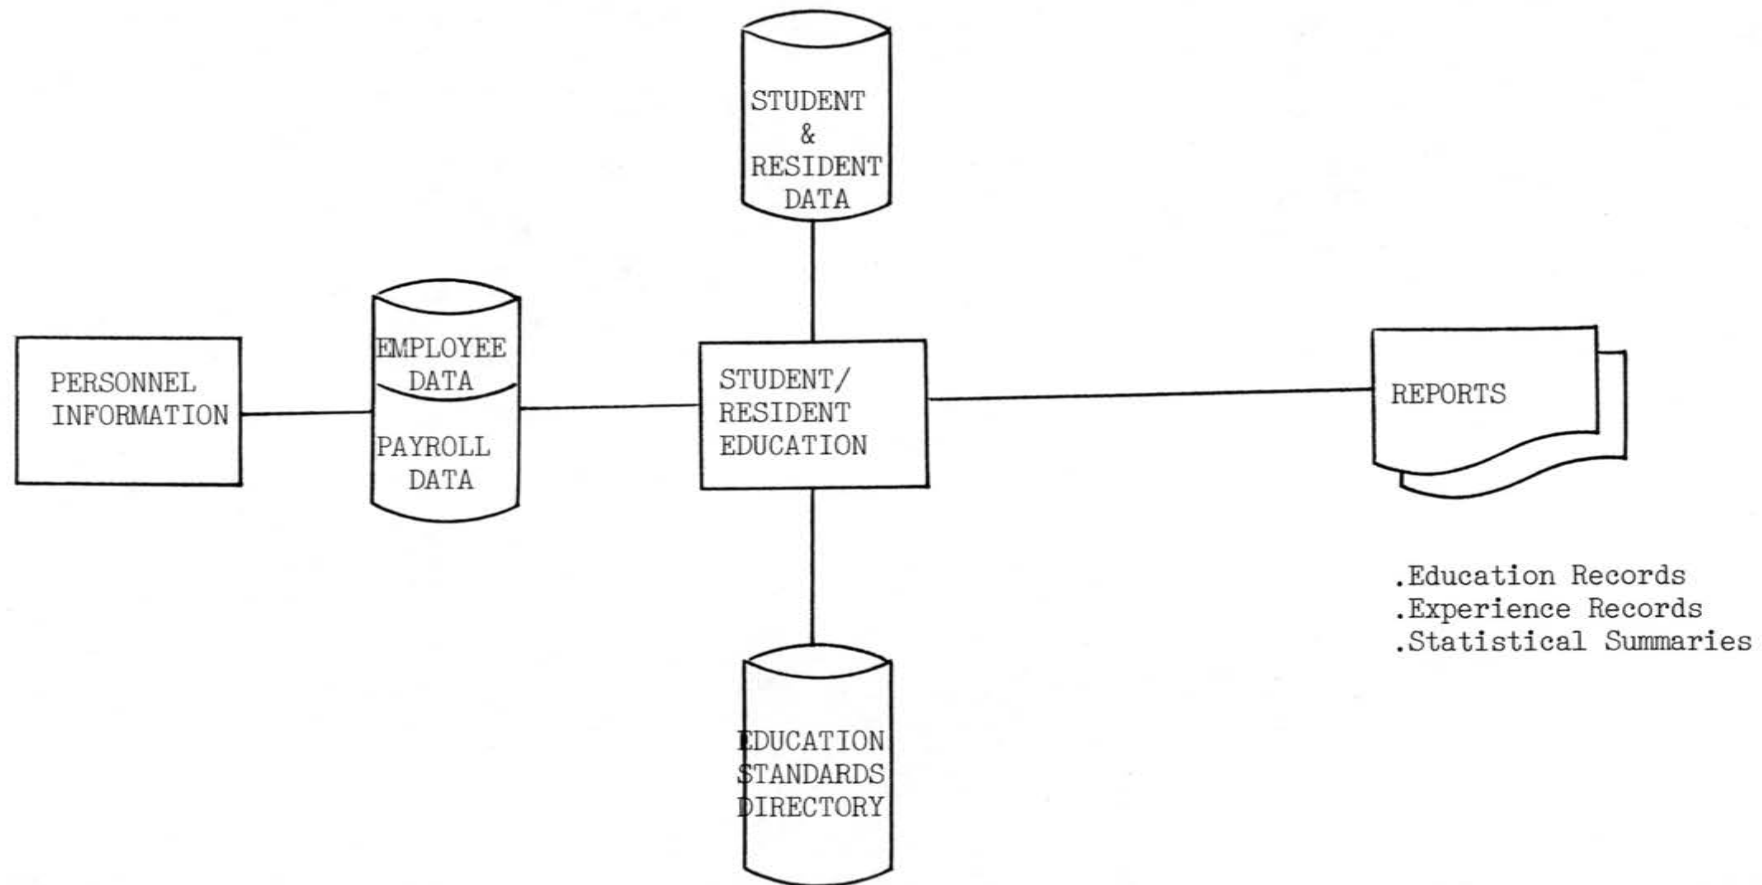 STUDENT
&
RESIDENT
DATA
PERSONNEL
INFORMATION
EMPLOYEE
DATA
PAYROLL
DATA
STUDENT/
RESIDENT
EDUCATION
REPORTS
.Education Records
.Experience Records
.Statistical Summaries
EDUCATION
STANDARDS
DIRECTORY